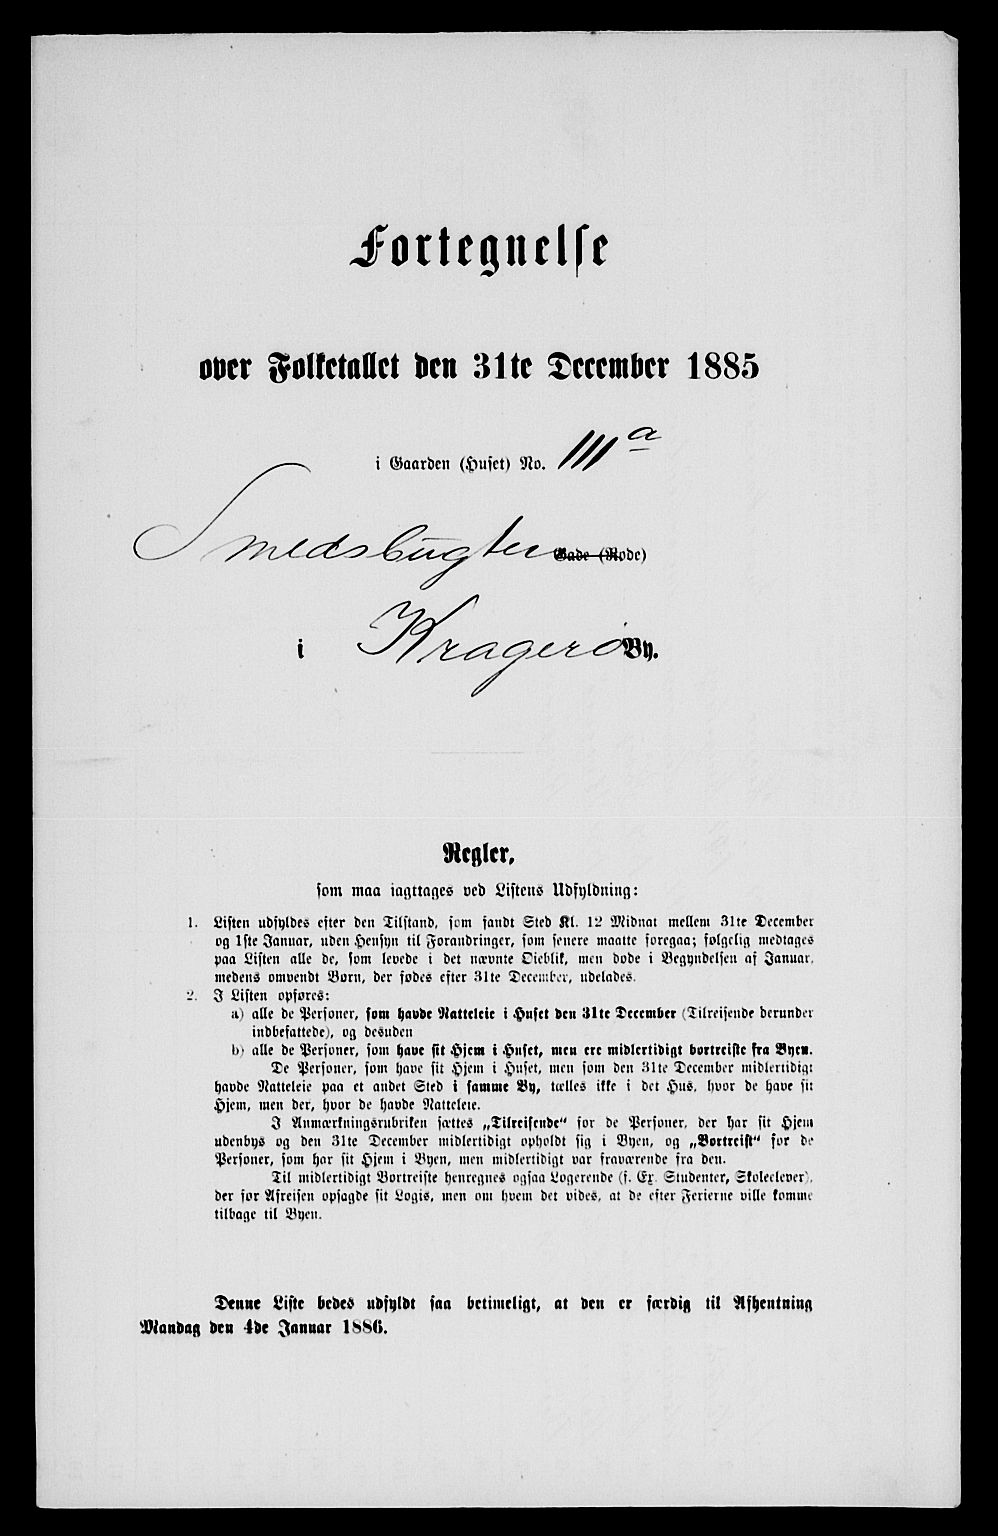 Fortegnelse
over Folketallet den 31te December 1885
i Gaarden (Huset) No. 111 a
Smedsbugten Gade (Rode)
i Kragerø By.
Regler,
som maa iagttages ved Listens Udfyldning:
1. Listen udfyldes efter den Tilstand, som fandt Sted Kl. 12 Midnat mellem 31te December
og 1ste Januar, uden Hensyn til Forandringer, som senere maatte foregaa; følgelig medtages
paa Listen alle de, som levede i det nævnte Øieblik, men døde i Begyndelsen af Januar,
medens omvendt Børn, der fødes efter 31te December, udelades.
2. I Listen opføres:
a) alle de Personer, som havde Natteleie i Huset den 31te December (Tilreisende derunder
indbefattede), og desuden
b) alle de Personer, som have sit Hjem i Huset, men ere midlertidigt bortreiste fra Byen.
De Personer, som have sit Hjem i Huset, men som den 31te December midlertidigt
havde Natteleie paa et andet Sted i samme By, tælles ikke i det Hus, hvor de have sit
Hjem, men der, hvor de havde Natteleie.
I Anmærkningsrubriken sættes „Tilreisende“ for de Personer, der har sit Hjem
udenbys og den 31te December midlertidigt opholdt sig i Byen, og „Bortreist“ for de
Personer, som har sit Hjem i Byen, men midlertidigt var fraværende fra den.
Til midlertidigt Bortreiste henregnes ogsaa Logerende (f. Ex. Studenter, Skoleelever),
der før Afreisen opsagde sit Logis, men om hvem det vides, at de efter Ferierne ville komme
tilbage til Byen.
Denne Liste bedes udfyldt saa betimeligt, at den er færdig til Afhentning
Mandag den 4de Januar 1886.